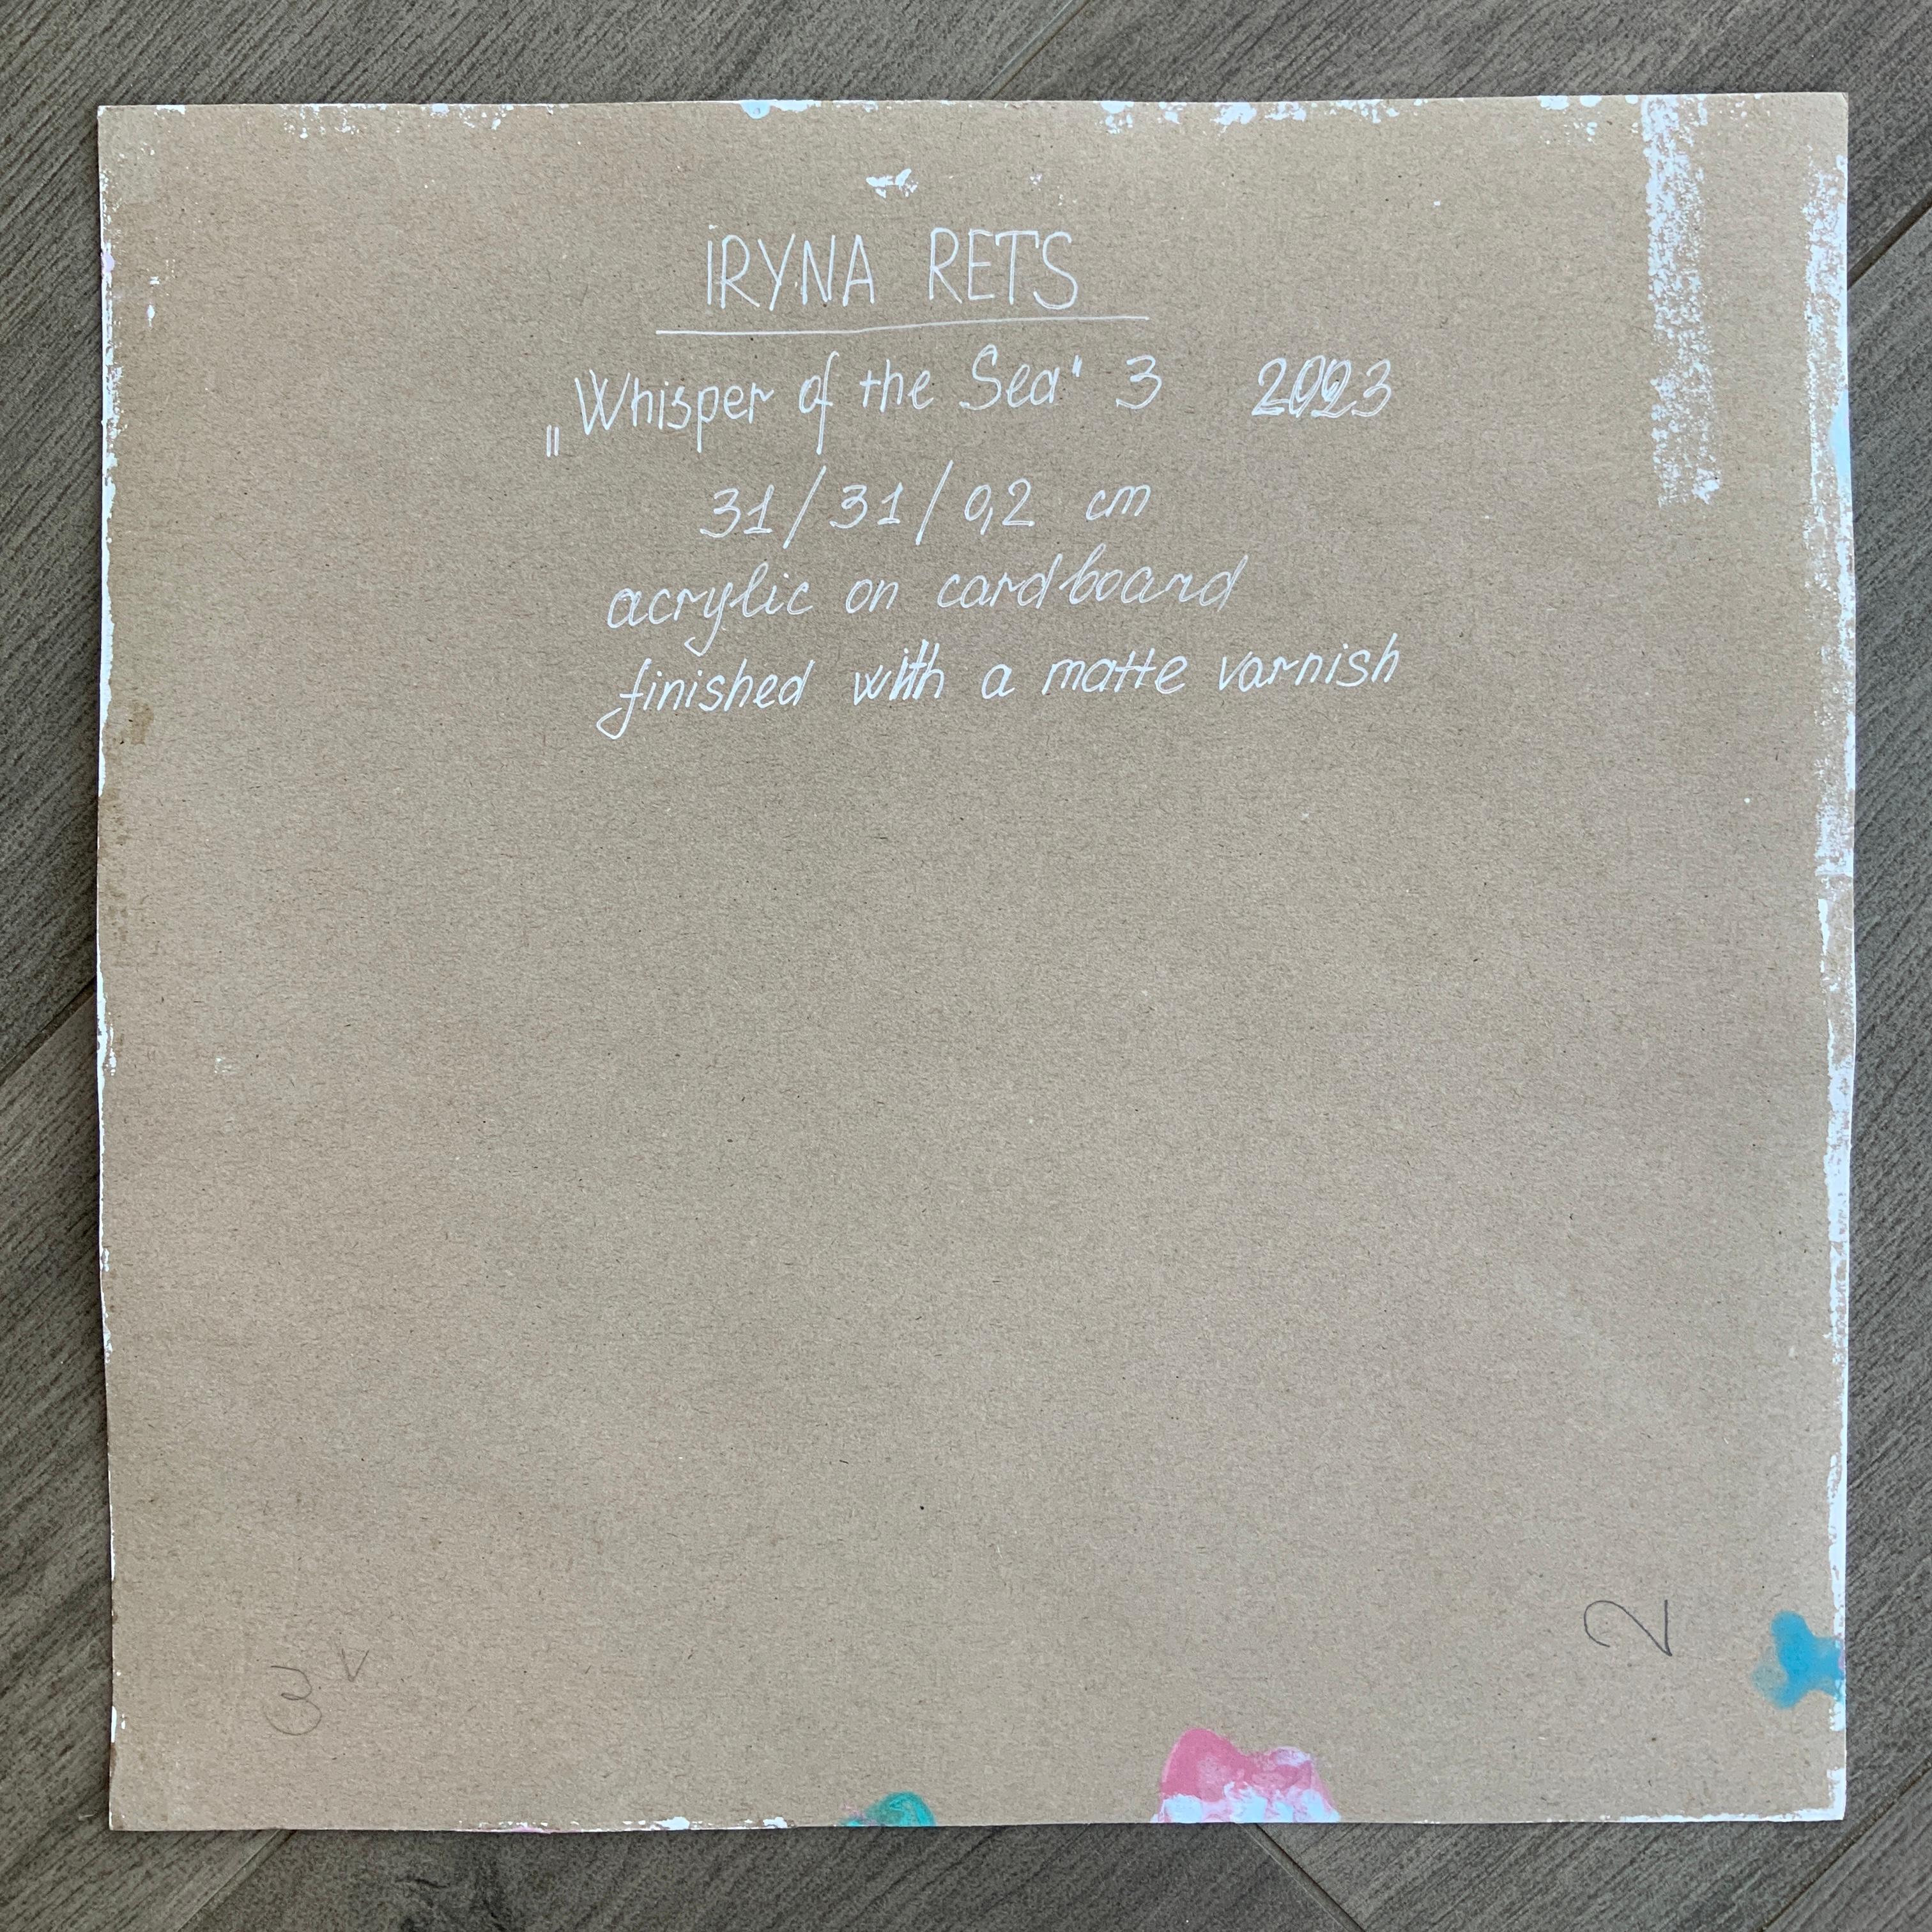 IRYNA RETS
„Whisper of the Sea" 3 2023
31/31/0,2 cm
acrylic on cardboard
finished with a matte varnish
3 v
2